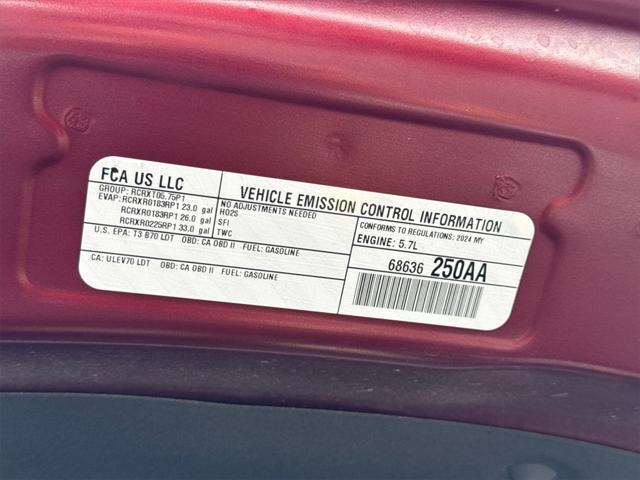 FCA US LLC
GROUP: RCRXT05.75P1
EVAP: RCRXR0183RP1 23.0 gal
RCRXR0183RP1 26.0 gal
RCRXR0225RP1 33.0 gal
U.S. EPA: T3 B70 LDT OBD: CA OBD II FUEL: GASOLINE
CA: ULEV70 LDT OBD: CA OBD II FUEL: GASOLINE
VEHICLE EMISSION CONTROL INFORMATION
NO ADJUSTMENTS NEEDED
HO2S
SFI
TWC
CONFORMS TO REGULATIONS: 2024 MY
ENGINE: 5.7L
68636 250AA